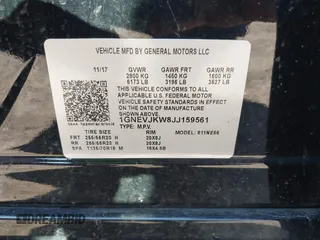 VEHICLE MFD BY GENERAL MOTORS LLC
11/17 GVWR GAWR FRT GAWR RR
2800 KG 1450 KG 1600 KG
6173 LB 3196 LB 3527 LB
THIS VEHICLE CONFORMS TO ALL
APPLICABLE U.S. FEDERAL MOTOR
VEHICLE SAFETY STANDARDS IN EFFECT
ON THE DATE OF MANUFACTURE SHOWN ABOVE
1GNEVJKW8JJ159561
TYPE: M.P.V. MODEL:
TIRE SIZE RIM
FRT 255/55R20 H 20X8J
RR 255/55R20 H 20X8J
SPA T135/70R18 M 18X4.5B
DREAMBID